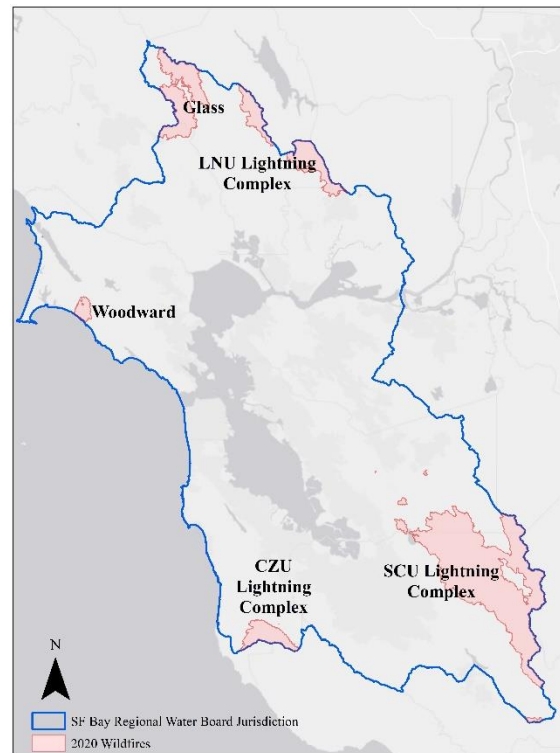 Glass
LNU Lightning
Complex
Woodward
CZU
Lightning
Complex
SCU Lightning
Complex
N
SF Bay Regional Water Board Jurisdiction
2020 Wildfires